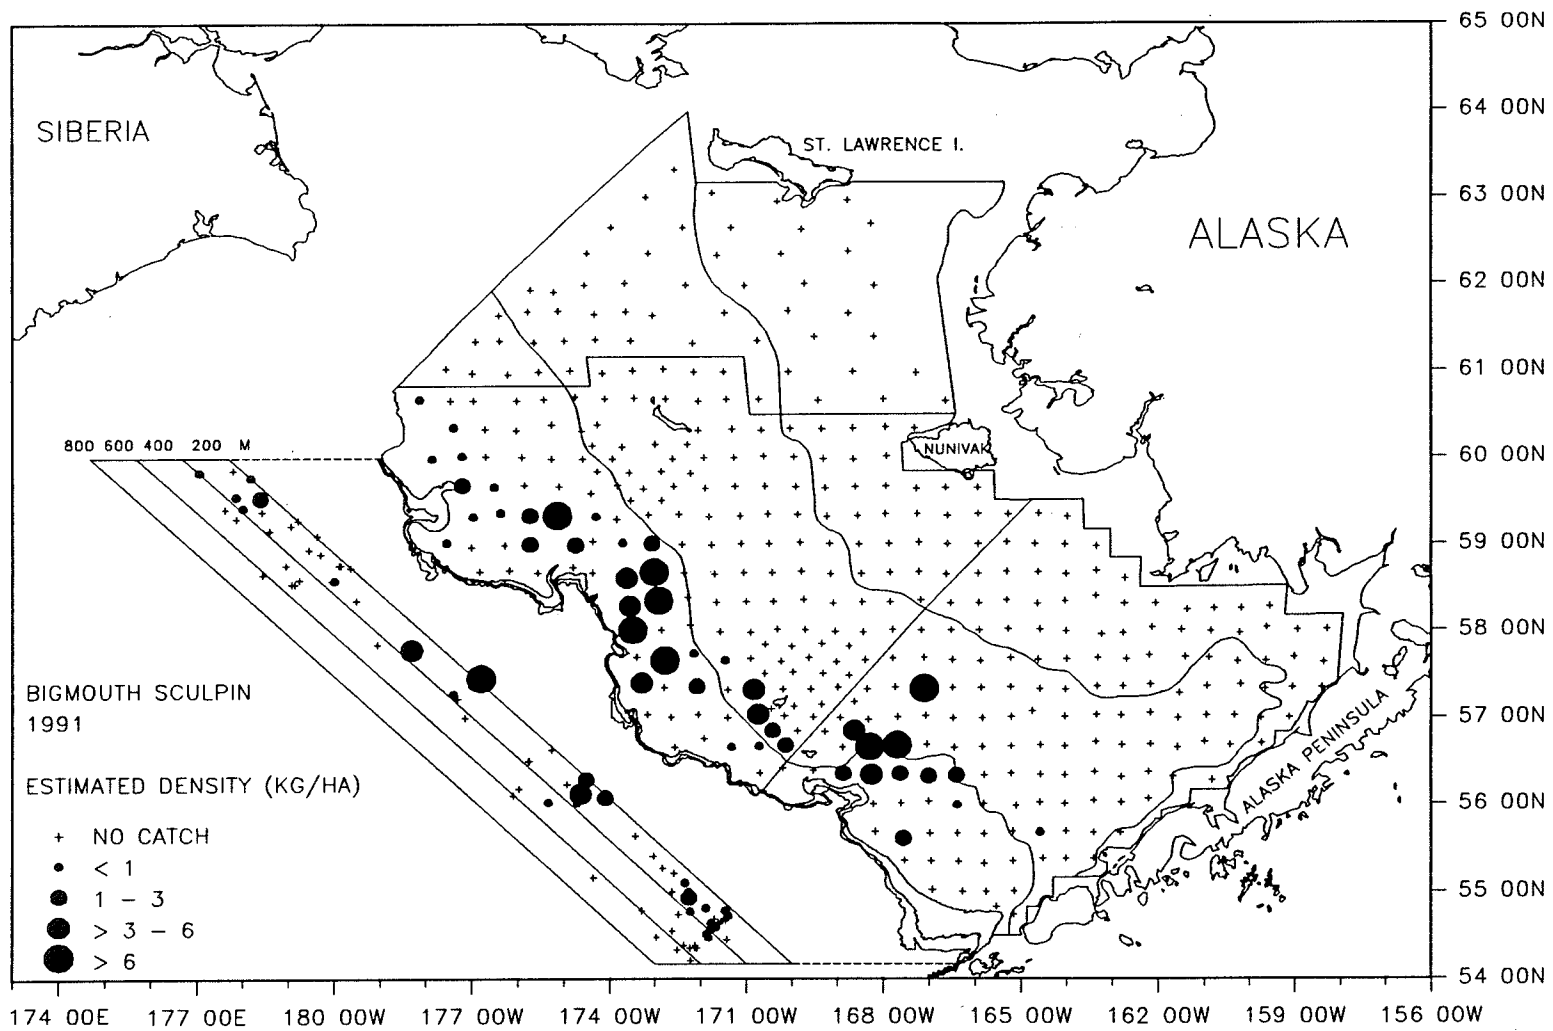 65 00N
64 00N
63 00N
62 00N
61 00N
60 00N
59 00N
58 00N
57 00N
56 00N
55 00N
54 00N
SIBERIA
ST. LAWRENCE I.
ALASKA
NUNIVAK
800 600 400 200 M
BIGMOUTH SCULPIN
1991
ESTIMATED DENSITY (KG/HA)
+ NO CATCH
< 1
1 - 3
> 3 - 6
> 6
ALASKA PENINSULA
174 00E 177 00E 180 00W 177 00W 174 00W 171 00W 168 00W 165 00W 162 00W 159 00W 156 00W